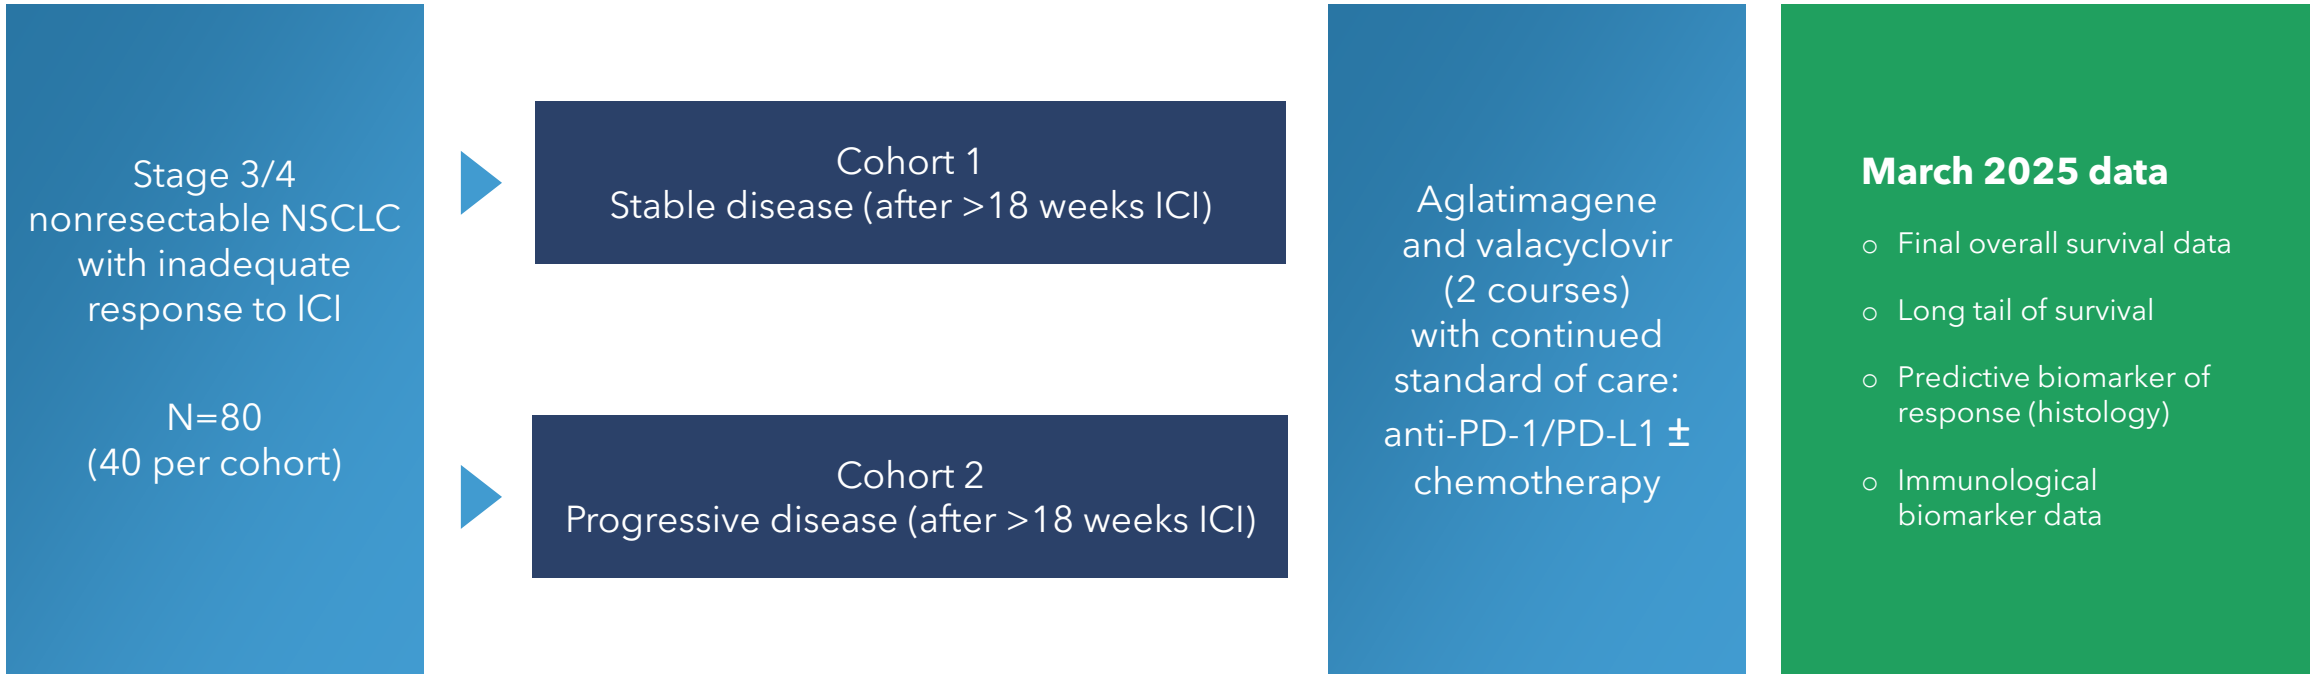 Stage 3/4
nonresectable NSCLC
with inadequate
response to ICI
N=80
(40 per cohort)
Cohort 1
Stable disease (after >18 weeks ICI)
Cohort 2
Progressive disease (after >18 weeks ICI)
Aglatimagene
and valacyclovir
(2 courses)
with continued
standard of care:
anti-PD-1/PD-L1 ±
chemotherapy
March 2025 data
o Final overall survival data
o Long tail of survival
o Predictive biomarker of
response (histology)
o Immunological
biomarker data